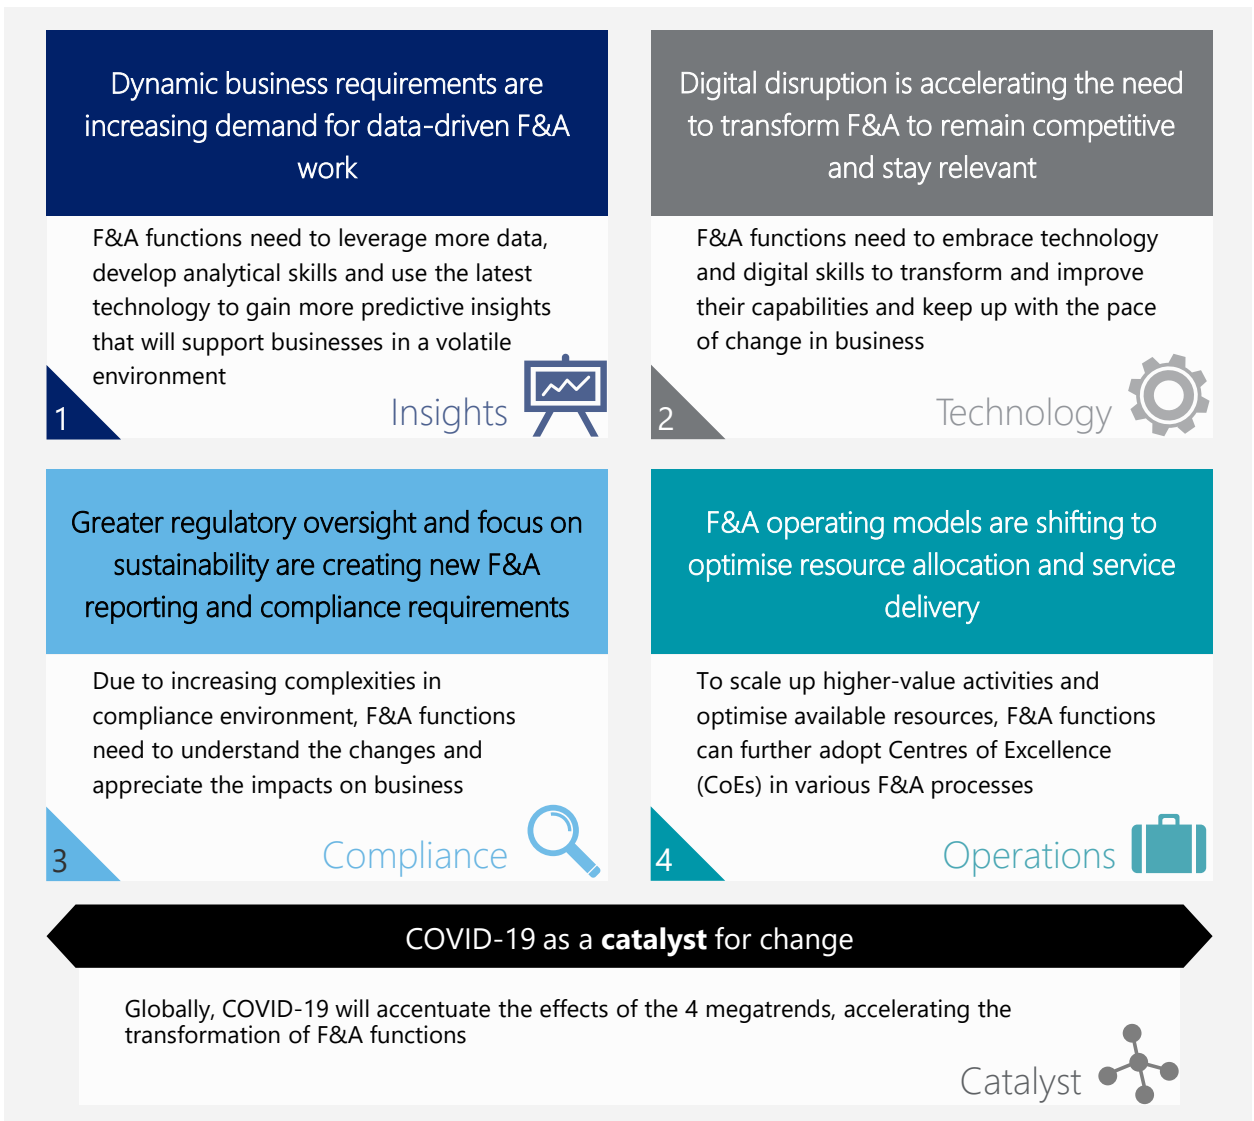 Dynamic business requirements are
increasing demand for data-driven F&A
work
F&A functions need to leverage more data,
develop analytical skills and use the latest
technology to gain more predictive insights
that will support businesses in a volatile
environment
1
Insights
Digital disruption is accelerating the need
to transform F&A to remain competitive
and stay relevant
F&A functions need to embrace technology
and digital skills to transform and improve
their capabilities and keep up with the pace
of change in business
2
Technology
Greater regulatory oversight and focus on
sustainability are creating new F&A
reporting and compliance requirements
Due to increasing complexities in
compliance environment, F&A functions
need to understand the changes and
appreciate the impacts on business
3
Compliance
F&A operating models are shifting to
optimise resource allocation and service
delivery
To scale up higher-value activities and
optimise available resources, F&A functions
can further adopt Centres of Excellence
(CoEs) in various F&A processes
4
Operations
COVID-19 as a catalyst for change
Globally, COVID-19 will accentuate the effects of the 4 megatrends, accelerating the
transformation of F&A functions
Catalyst